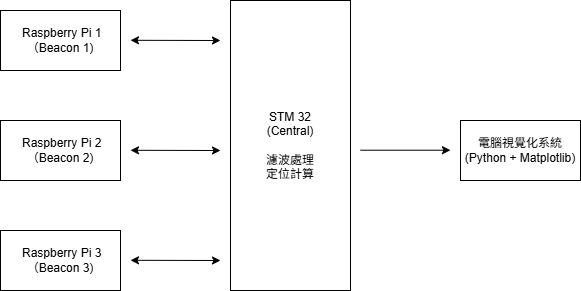 Raspberry Pi 1
（Beacon 1)
Raspberry Pi 2
（Beacon 2)
Raspberry Pi 3
（Beacon 3)
STM 32
(Central)
濾波處理
定位計算
電腦視覺化系統
(Python + Matplotlib)